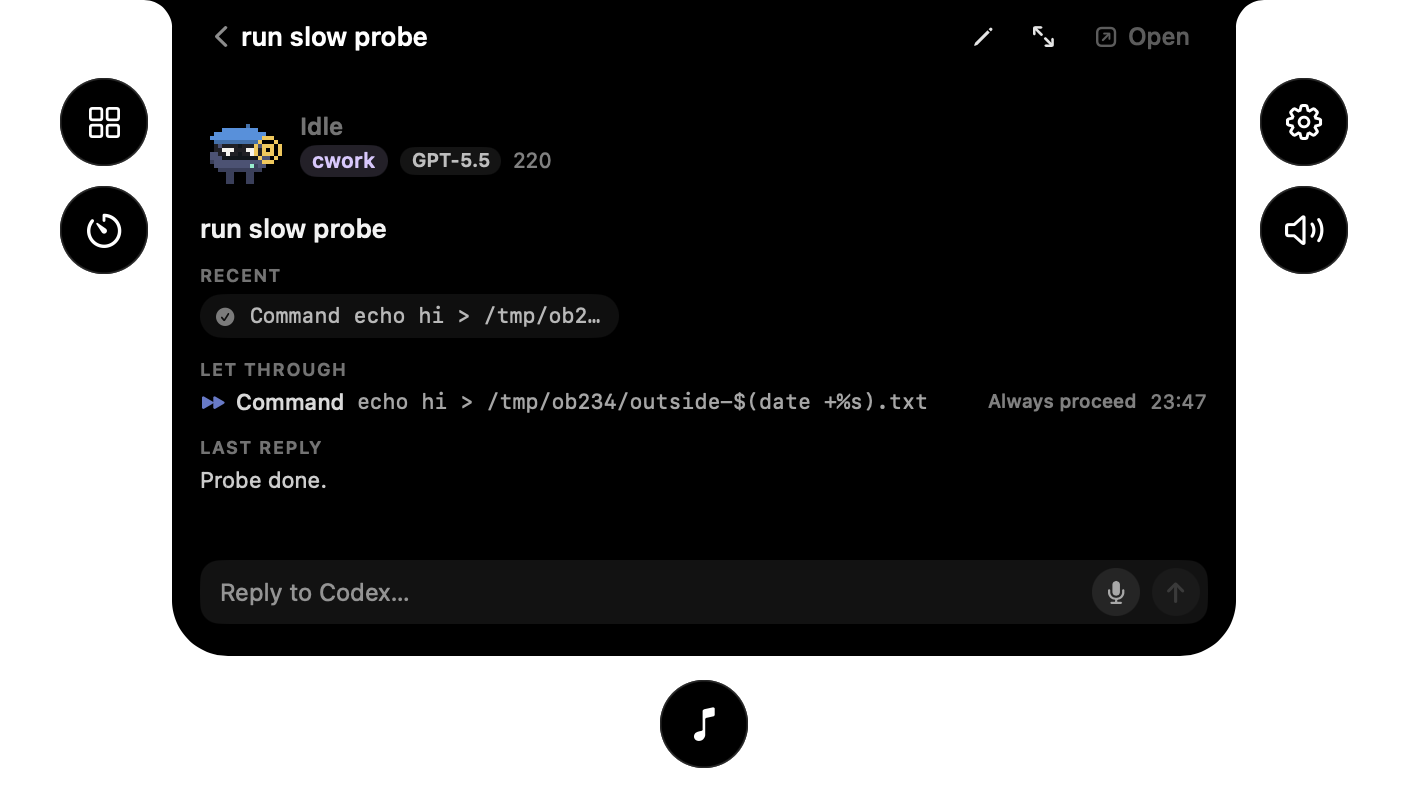 run slow probe
Open
Idle
cwork GPT-5.5 220
run slow probe
RECENT
Command echo hi > /tmp/ob2…
LET THROUGH
Command echo hi > /tmp/ob234/outside-$(date +%s).txt Always proceed 23:47
LAST REPLY
Probe done.
Reply to Codex...